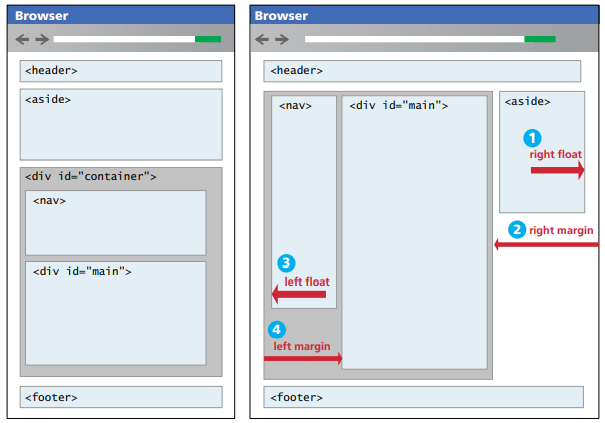 Browser
<header>
<aside>
<div id="container">
<nav>
<div id="main">
<footer>
Browser
<header>
<nav>
<div id="main">
<aside>
1
right float
2 right margin
3
left float
4
left margin
<footer>